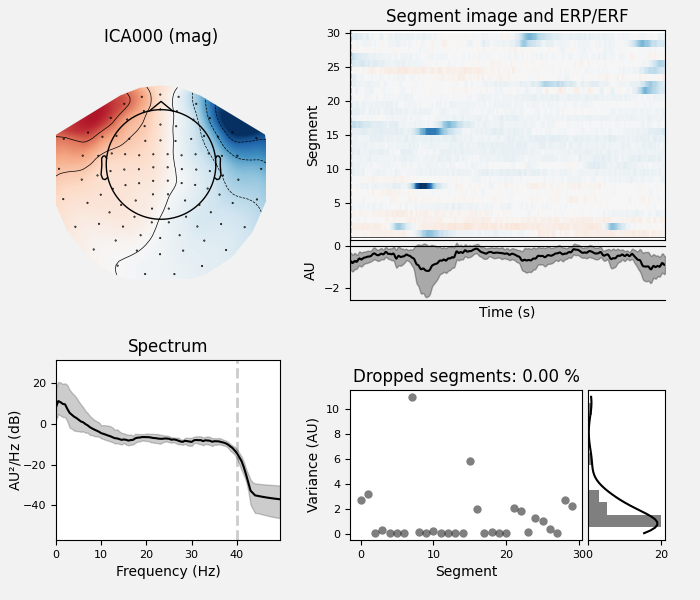 ICA000 (mag)
Segment image and ERP/ERF
30
25
20
15
10
5
Segment
0
−2
AU
Time (s)
Spectrum
20
0
−20
−40
AU²/Hz (dB)
0 10 20 30 40
Frequency (Hz)
Dropped segments: 0.00 %
10
8
6
4
2
0
Variance (AU)
0 10 20 30
Segment
0 20